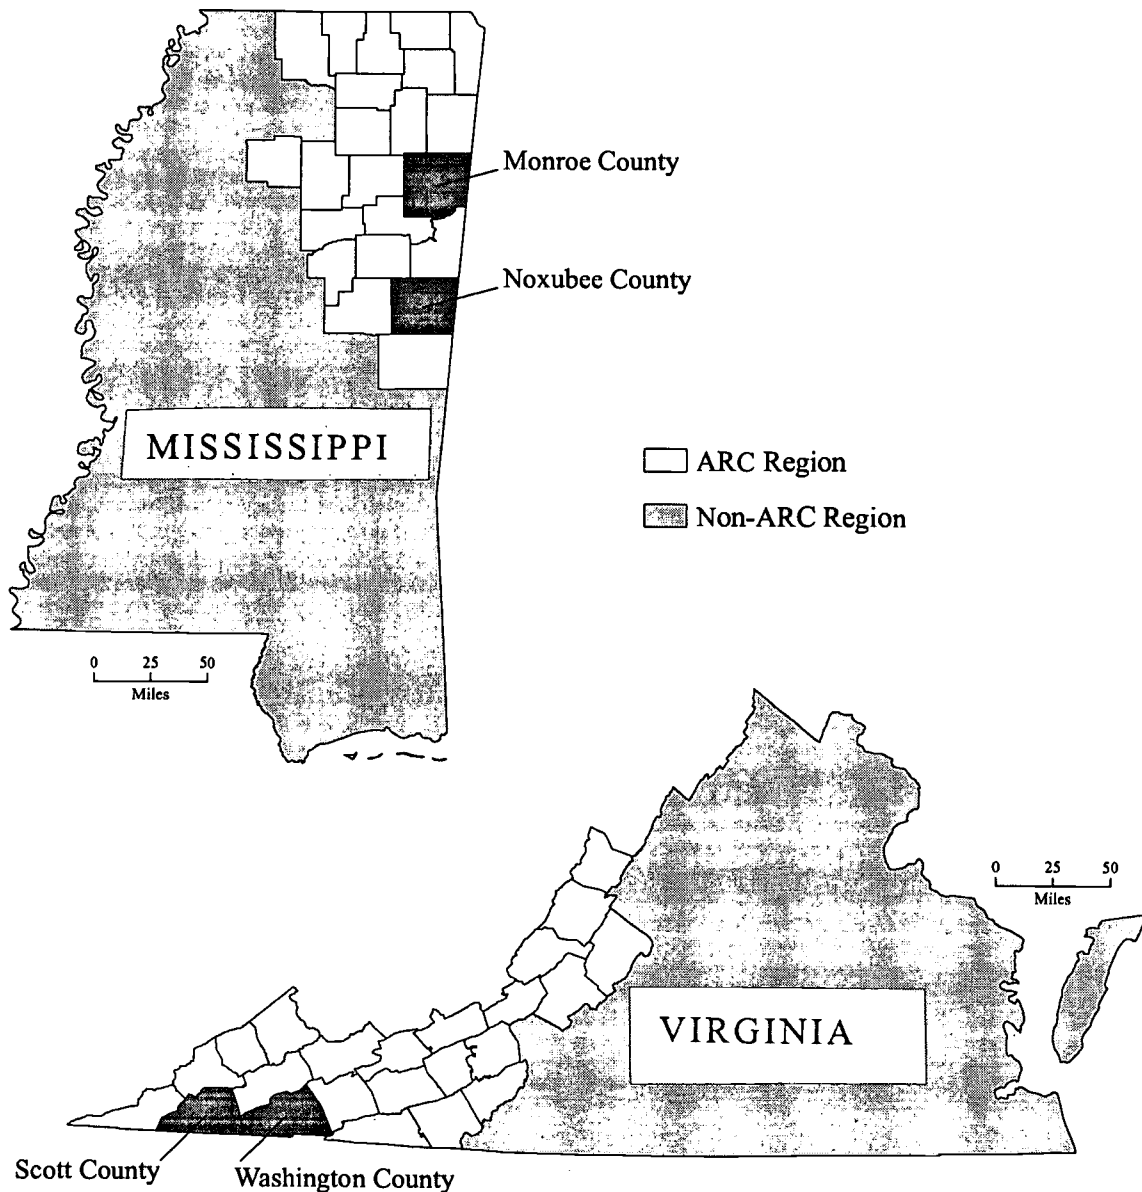 Monroe County
Noxubee County
MISSISSIPPI
ARC Region
Non-ARC Region
0 25 50
Miles
0 25 50
Miles
VIRGINIA
Scott County
Washington County